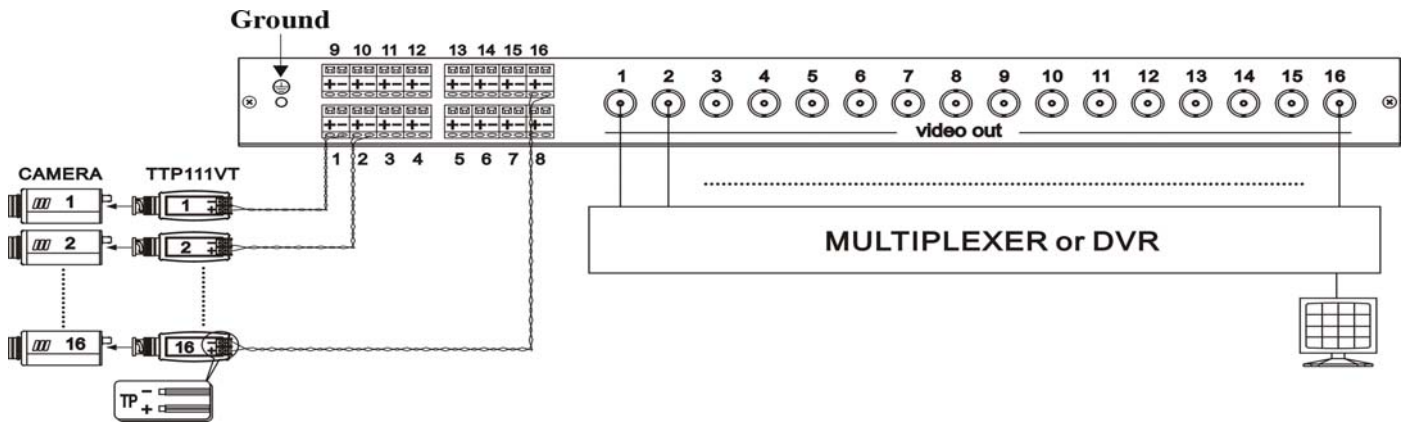 Ground
9 10 11 12 13 14 15 16
+ - + - + - + - + - + - + - + -
+ - + - + - + - + - + - + - + -
1 2 3 4 5 6 7 8
1 2 3 4 5 6 7 8 9 10 11 12 13 14 15 16
video out
CAMERA TTP111VT
1 1 - +
2 2 - +
16 16 - +
TP - +
MULTIPLEXER or DVR